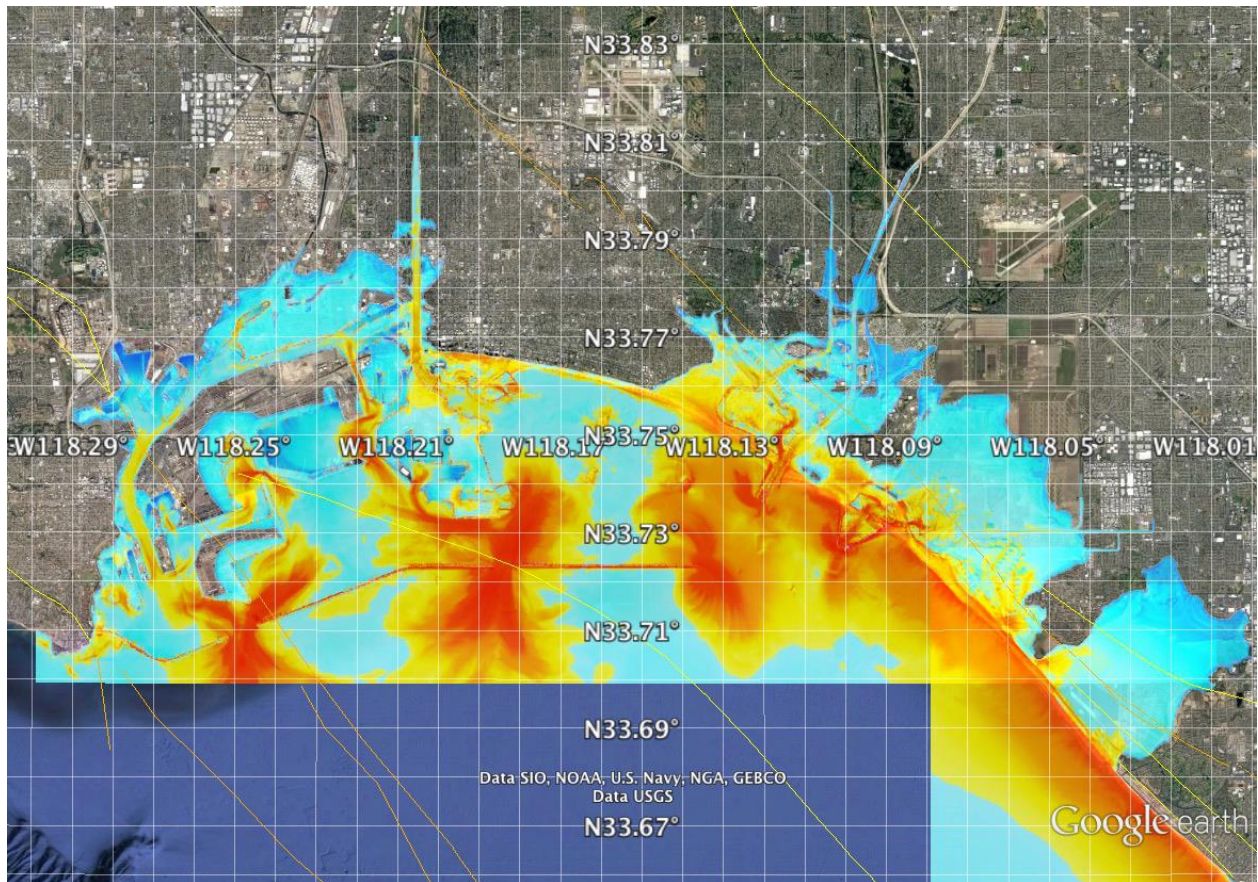 N33.83°
N33.81°
N33.79°
N33.77°
N33.75°
W118.29° W118.25° W118.21° W118.17° W118.13° W118.09° W118.05° W118.01
N33.73°
N33.71°
N33.69°
Data SIO, NOAA, U.S. Navy, NGA, GEBCO
Data USGS
N33.67°
Google earth